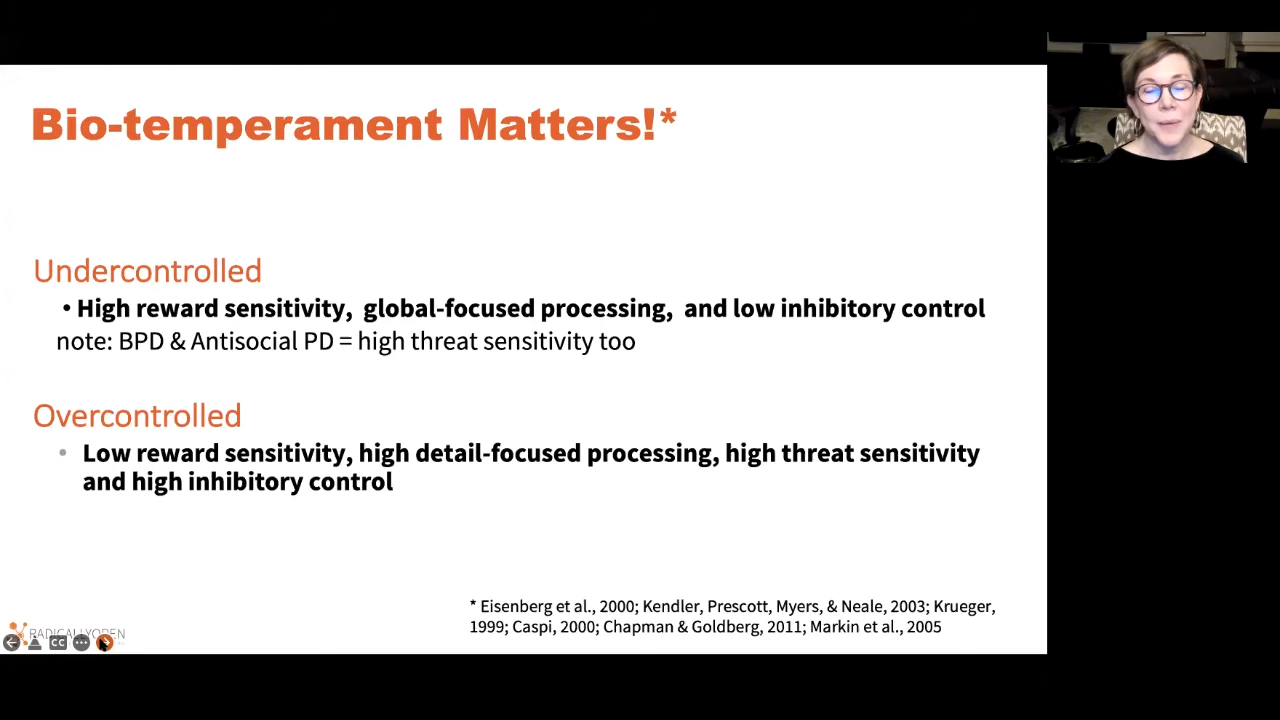 Bio-temperament Matters!*
Undercontrolled
• High reward sensitivity, global-focused processing, and low inhibitory control
note: BPD & Antisocial PD = high threat sensitivity too
Overcontrolled
• Low reward sensitivity, high detail-focused processing, high threat sensitivity
and high inhibitory control
* Eisenberg et al., 2000; Kendler, Prescott, Myers, & Neale, 2003; Krueger,
1999; Caspi, 2000; Chapman & Goldberg, 2011; Markin et al., 2005
RADICALLYOPEN
CC